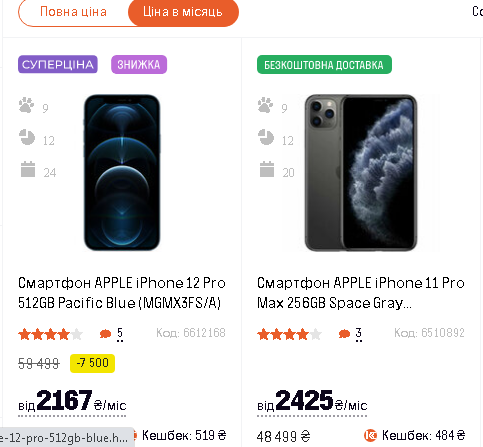 Повна ціна
Ціна в місяць
Со
СУПЕРЦІНА
ЗНИЖКА
9
12
24
Смартфон APPLE iPhone 12 Pro
512GB Pacific Blue (MGMX3FS/A)
5
Код: 6612168
59 499
-7 500
від 2167 ₴/міс
e-12-pro-512gb-blue.h...
Кешбек: 519 ₴
БЕЗКОШТОВНА ДОСТАВКА
9
12
20
Смартфон APPLE iPhone 11 Pro
Max 256GB Space Gray...
3
Код: 6510892
від 2425 ₴/міс
48 499 ₴
Кешбек: 484 ₴